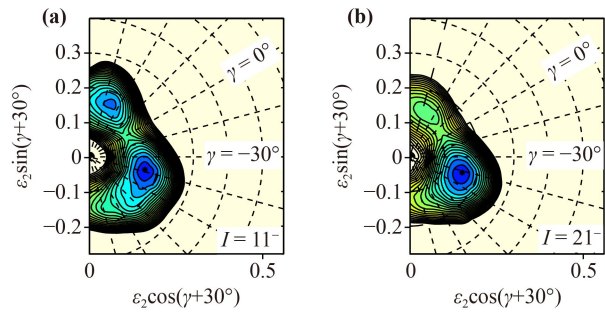 (a)
0.3
0.2
0.1
0
−0.1
−0.2
ε₂sin(γ+30°)
γ = 0°
γ = −30°
I = 11⁻
0
0.5
ε₂cos(γ+30°)
(b)
0.3
0.2
0.1
0
−0.1
−0.2
ε₂sin(γ+30°)
γ = 0°
γ = −30°
I = 21⁻
0
0.5
ε₂cos(γ+30°)